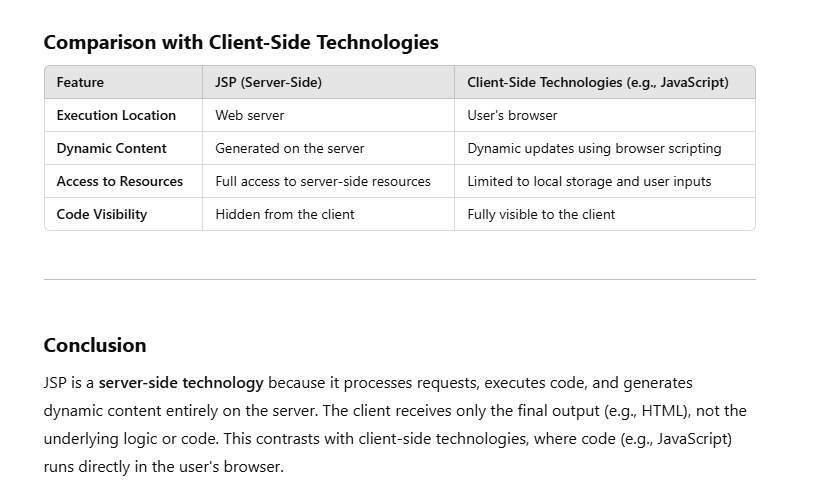 Comparison with Client-Side Technologies
Feature JSP (Server-Side) Client-Side Technologies (e.g., JavaScript)
Execution Location Web server User's browser
Dynamic Content Generated on the server Dynamic updates using browser scripting
Access to Resources Full access to server-side resources Limited to local storage and user inputs
Code Visibility Hidden from the client Fully visible to the client
Conclusion
JSP is a server-side technology because it processes requests, executes code, and generates
dynamic content entirely on the server. The client receives only the final output (e.g., HTML), not the
underlying logic or code. This contrasts with client-side technologies, where code (e.g., JavaScript)
runs directly in the user's browser.